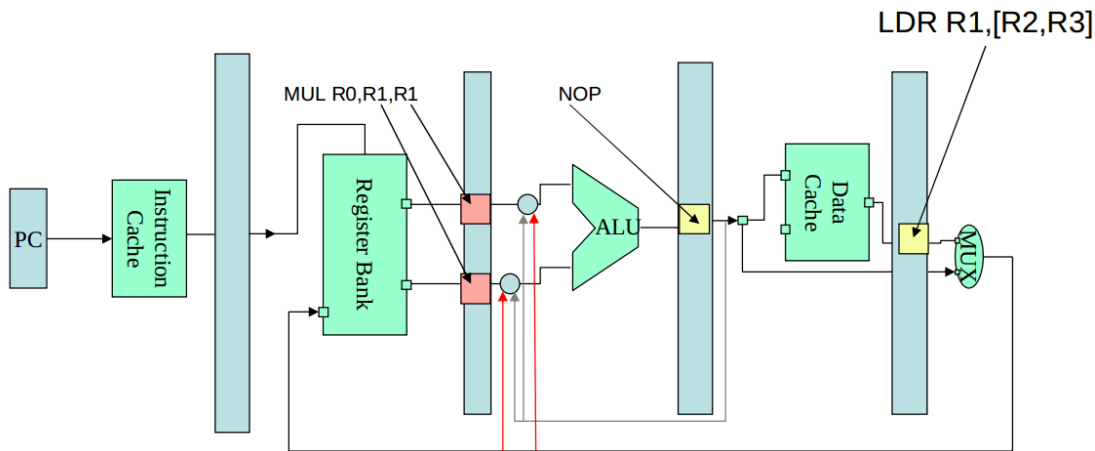 LDR R1,[R2,R3]
MUL R0,R1,R1
NOP
PC
Instruction
Cache
Register Bank
ALU
Data
Cache
MUX